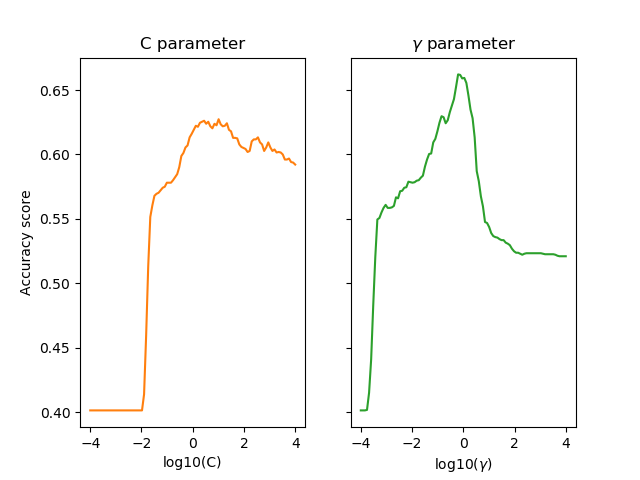 C parameter
γ parameter
Accuracy score
0.65
0.60
0.55
0.50
0.45
0.40
−4 −2 0 2 4
−4 −2 0 2 4
log10(C)
log10(γ)